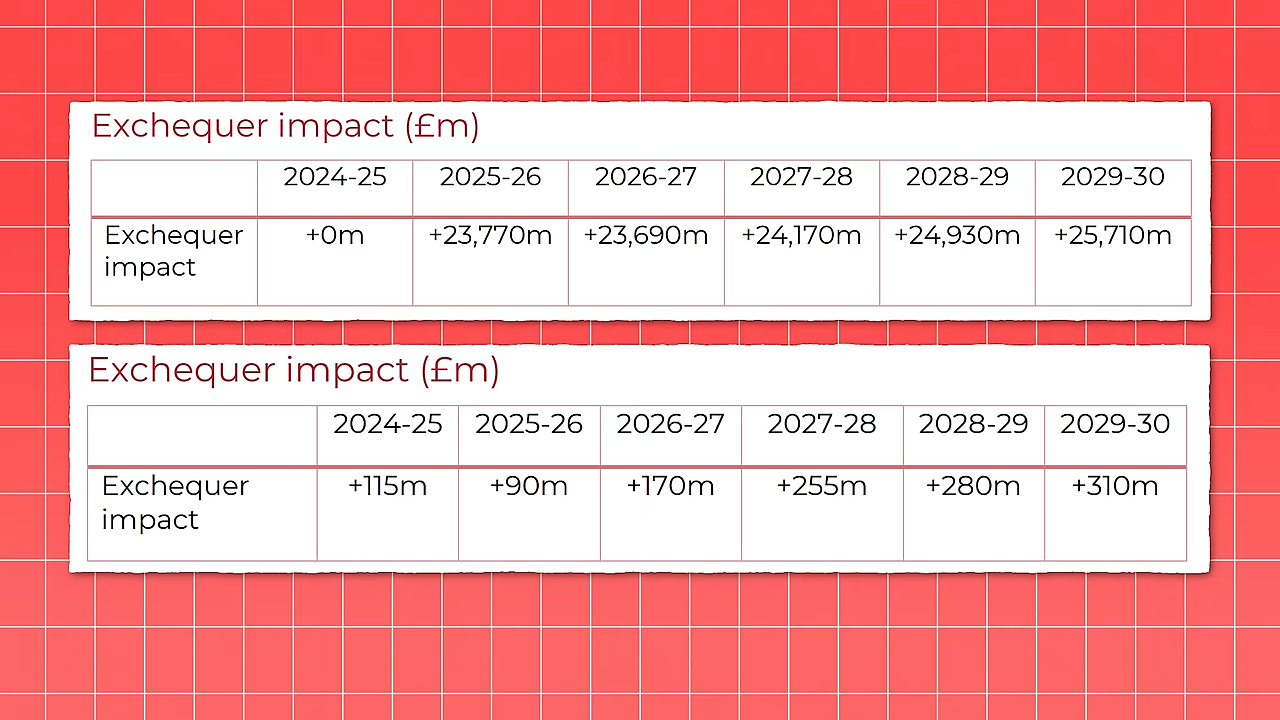 Exchequer impact (£m)
2024-25 2025-26 2026-27 2027-28 2028-29 2029-30
Exchequer +0m +23,770m +23,690m +24,170m +24,930m +25,710m
impact
Exchequer impact (£m)
2024-25 2025-26 2026-27 2027-28 2028-29 2029-30
Exchequer +115m +90m +170m +255m +280m +310m
impact